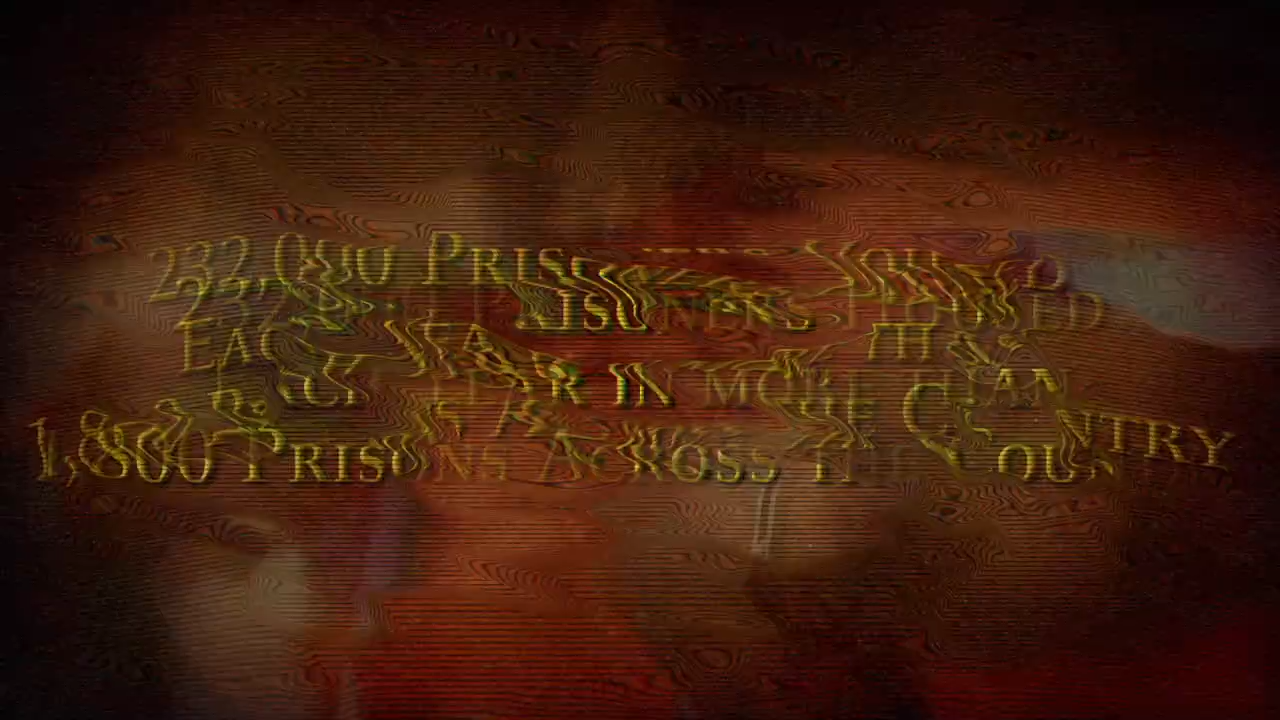 232,000 Prisoners Housed
Each Year in more than
1,800 Prisons Across the Country